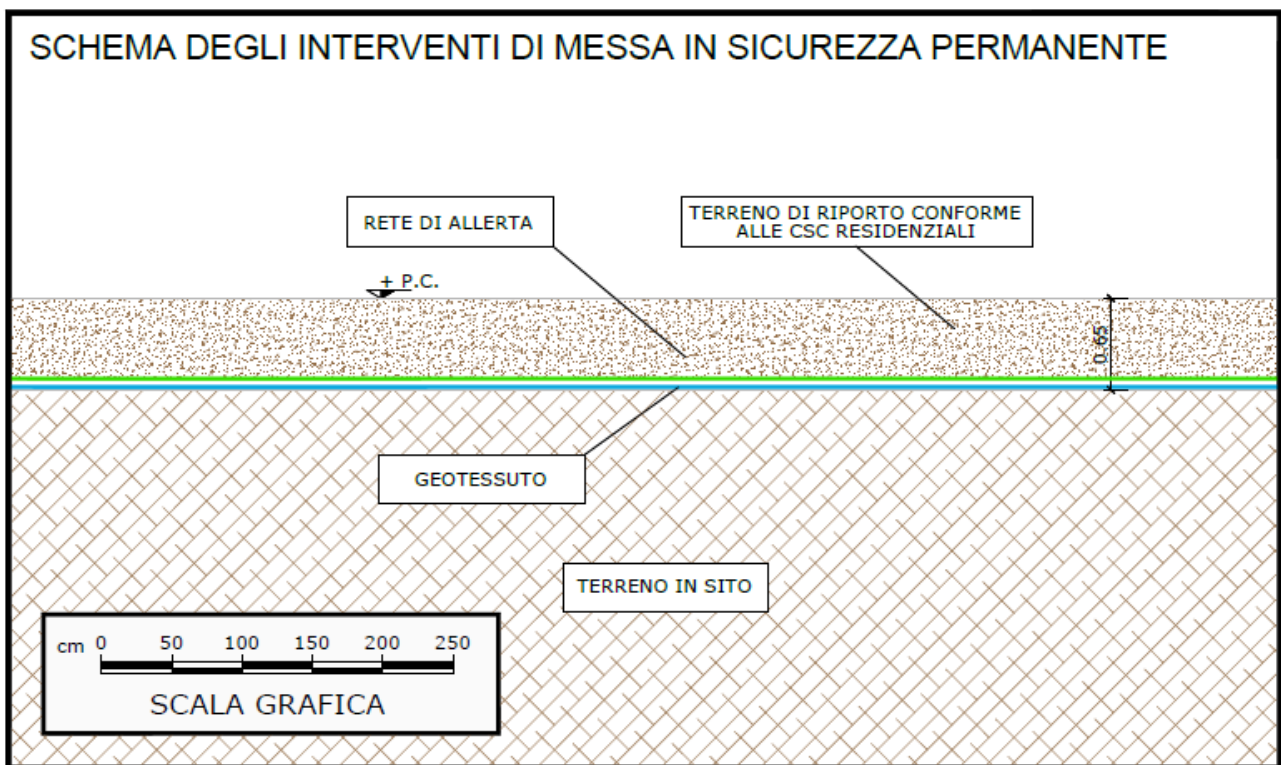 SCHEMA DEGLI INTERVENTI DI MESSA IN SICUREZZA PERMANENTE
RETE DI ALLERTA
TERRENO DI RIPORTO CONFORME
ALLE CSC RESIDENZIALI
+ P.C.
0.65
GEOTESSUTO
TERRENO IN SITO
cm 0 50 100 150 200 250
SCALA GRAFICA